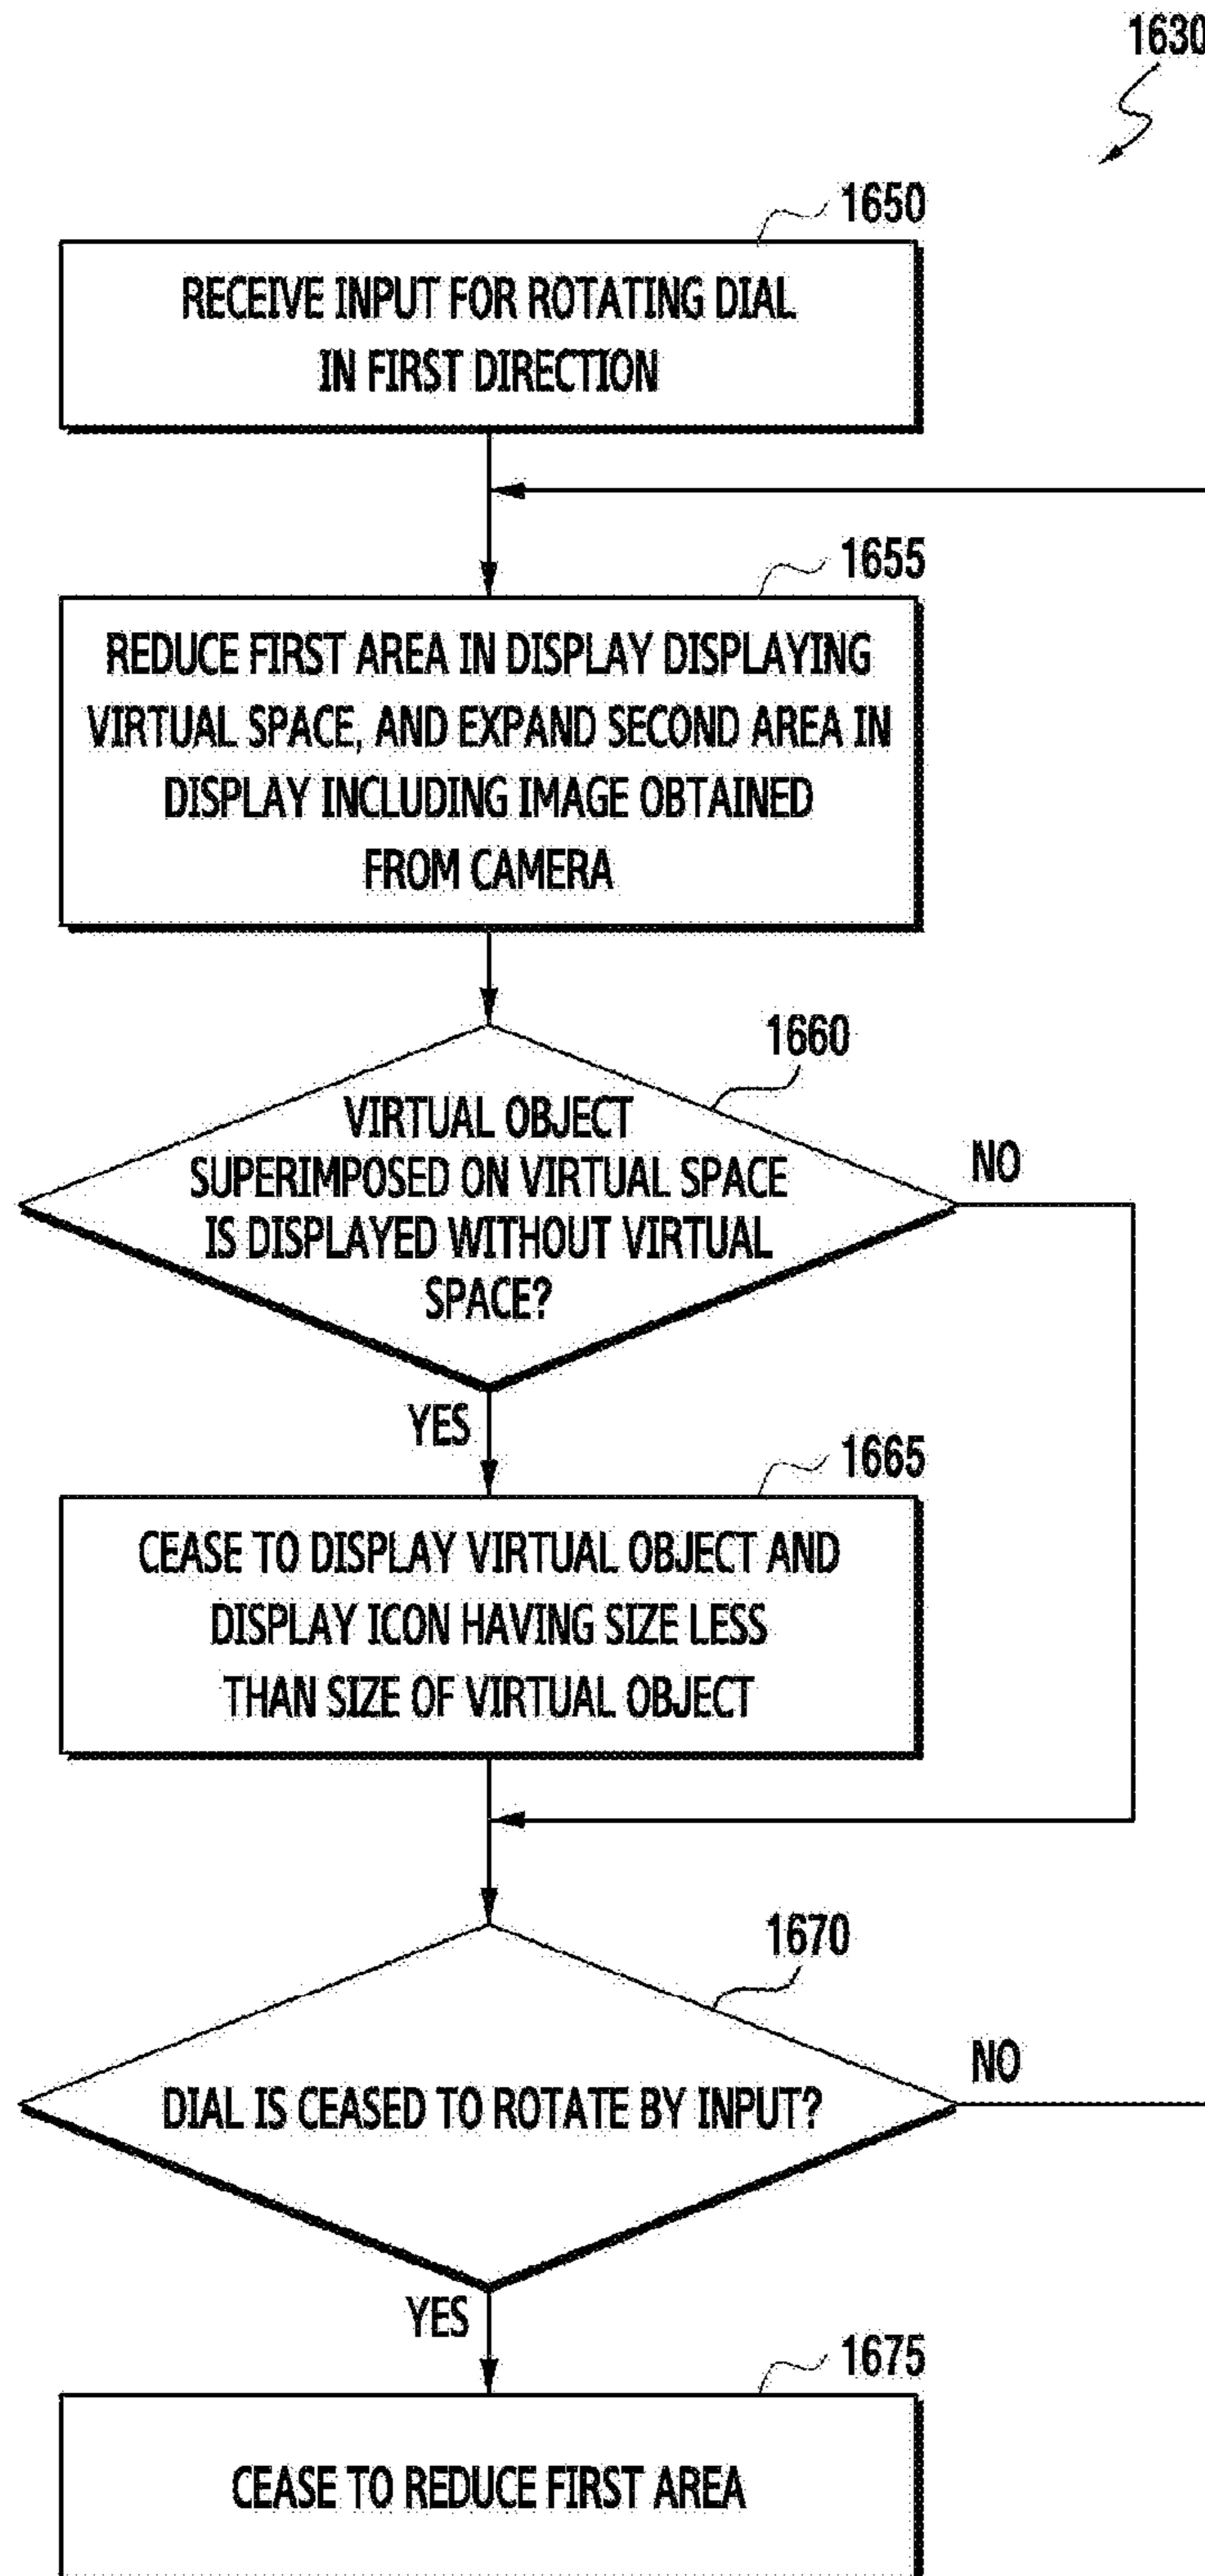 1630
1650
RECEIVE INPUT FOR ROTATING DIAL
IN FIRST DIRECTION
1655
REDUCE FIRST AREA IN DISPLAY DISPLAYING
VIRTUAL SPACE, AND EXPAND SECOND AREA IN
DISPLAY INCLUDING IMAGE OBTAINED
FROM CAMERA
1660
VIRTUAL OBJECT
SUPERIMPOSED ON VIRTUAL SPACE
IS DISPLAYED WITHOUT VIRTUAL
SPACE?
NO
YES
1665
CEASE TO DISPLAY VIRTUAL OBJECT AND
DISPLAY ICON HAVING SIZE LESS
THAN SIZE OF VIRTUAL OBJECT
1670
DIAL IS CEASED TO ROTATE BY INPUT?
NO
YES
1675
CEASE TO REDUCE FIRST AREA